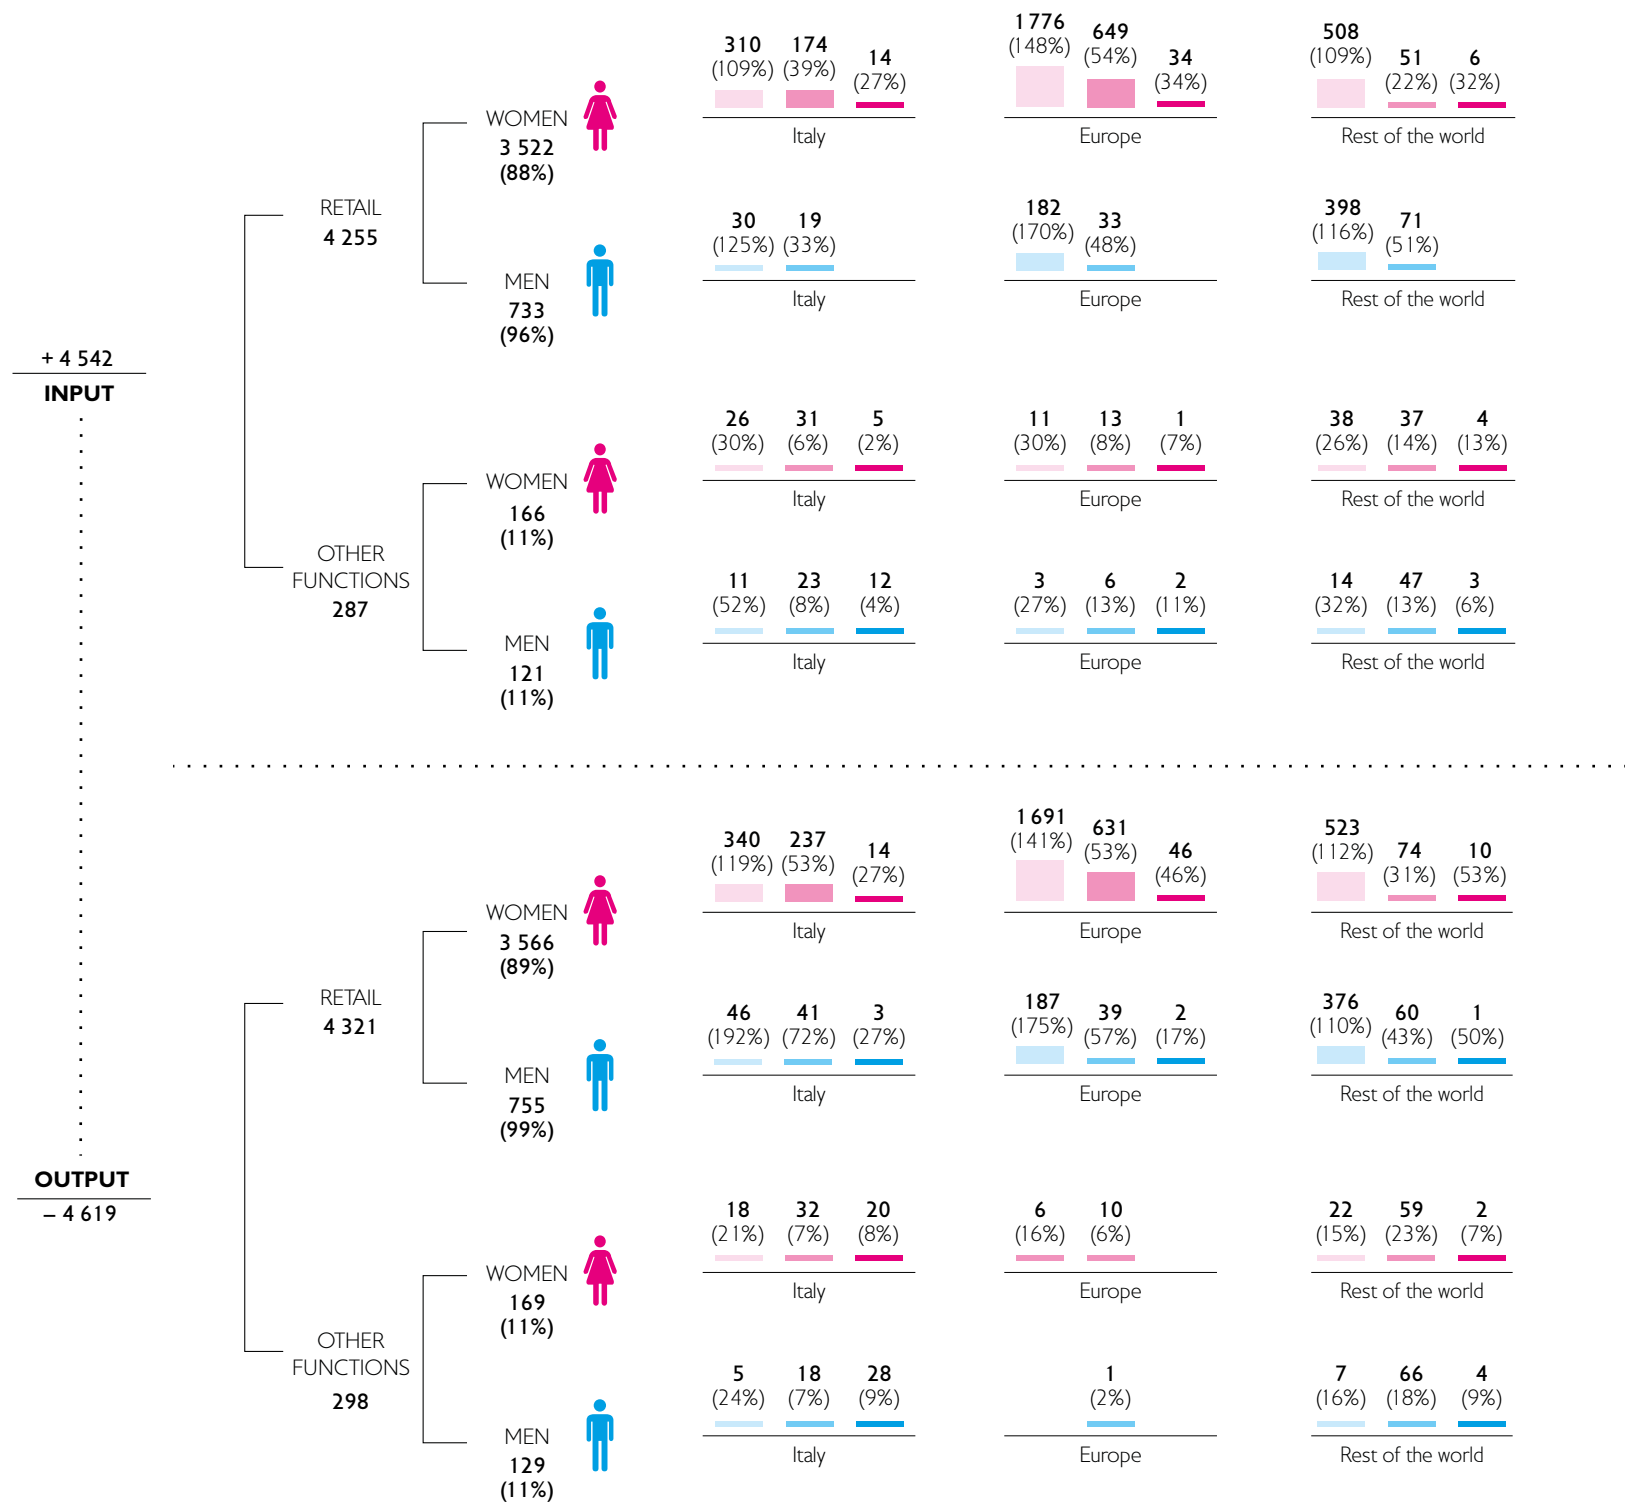 + 4 542
INPUT
RETAIL
4 255
WOMEN
3 522
(88%)
310 174 14
(109%) (39%) (27%)
Italy
1 776 649 34
(148%) (54%) (34%)
Europe
508 51 6
(109%) (22%) (32%)
Rest of the world
MEN
733
(96%)
30 19
(125%) (33%)
Italy
182 33
(170%) (48%)
Europe
398 71
(116%) (51%)
Rest of the world
OTHER
FUNCTIONS
287
WOMEN
166
(11%)
26 31 5
(30%) (6%) (2%)
Italy
11 13 1
(30%) (8%) (7%)
Europe
38 37 4
(26%) (14%) (13%)
Rest of the world
MEN
121
(11%)
11 23 12
(52%) (8%) (4%)
Italy
3 6 2
(27%) (13%) (11%)
Europe
14 47 3
(32%) (13%) (6%)
Rest of the world
OUTPUT
– 4 619
RETAIL
4 321
WOMEN
3 566
(89%)
340 237 14
(119%) (53%) (27%)
Italy
1 691 631 46
(141%) (53%) (46%)
Europe
523 74 10
(112%) (31%) (53%)
Rest of the world
MEN
755
(99%)
46 41 3
(192%) (72%) (27%)
Italy
187 39 2
(175%) (57%) (17%)
Europe
376 60 1
(110%) (43%) (50%)
Rest of the world
OTHER
FUNCTIONS
298
WOMEN
169
(11%)
18 32 20
(21%) (7%) (8%)
Italy
6 10
(16%) (6%)
Europe
22 59 2
(15%) (23%) (7%)
Rest of the world
MEN
129
(11%)
5 18 28
(24%) (7%) (9%)
Italy
1
(2%)
Europe
7 66 4
(16%) (18%) (9%)
Rest of the world